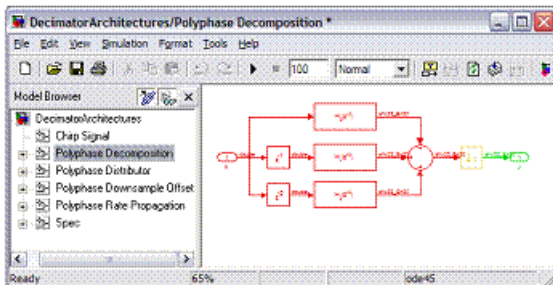 DecimatorArchitectures/Polyphase Decomposition *
File Edit View Simulation Format Tools Help
100 Normal
Model Browser
DecimatorArchitectures
Chirp Signal
Polyphase Decomposition
Polyphase Distributor
Polyphase Downsample Offset
Polyphase Rate Propagation
Spec
Ready 65% ode45